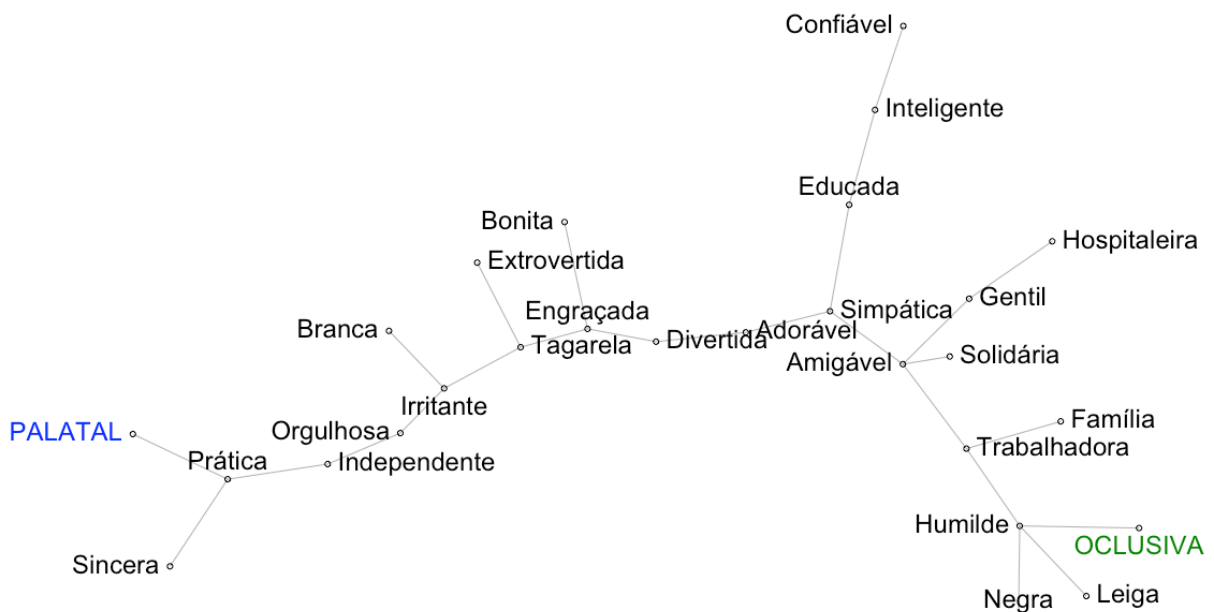 Confiável
Inteligente
Educada
Bonita
Hospitaleira
Extrovertida
Gentil
Engraçada
Simpática
Branca
Adorável
Divertida
Tagarela
Solidária
Amigável
Irritante
Família
PALATAL
Orgulhosa
Trabalhadora
Prática
Independente
Humilde
OCLUSIVA
Sincera
Leiga
Negra